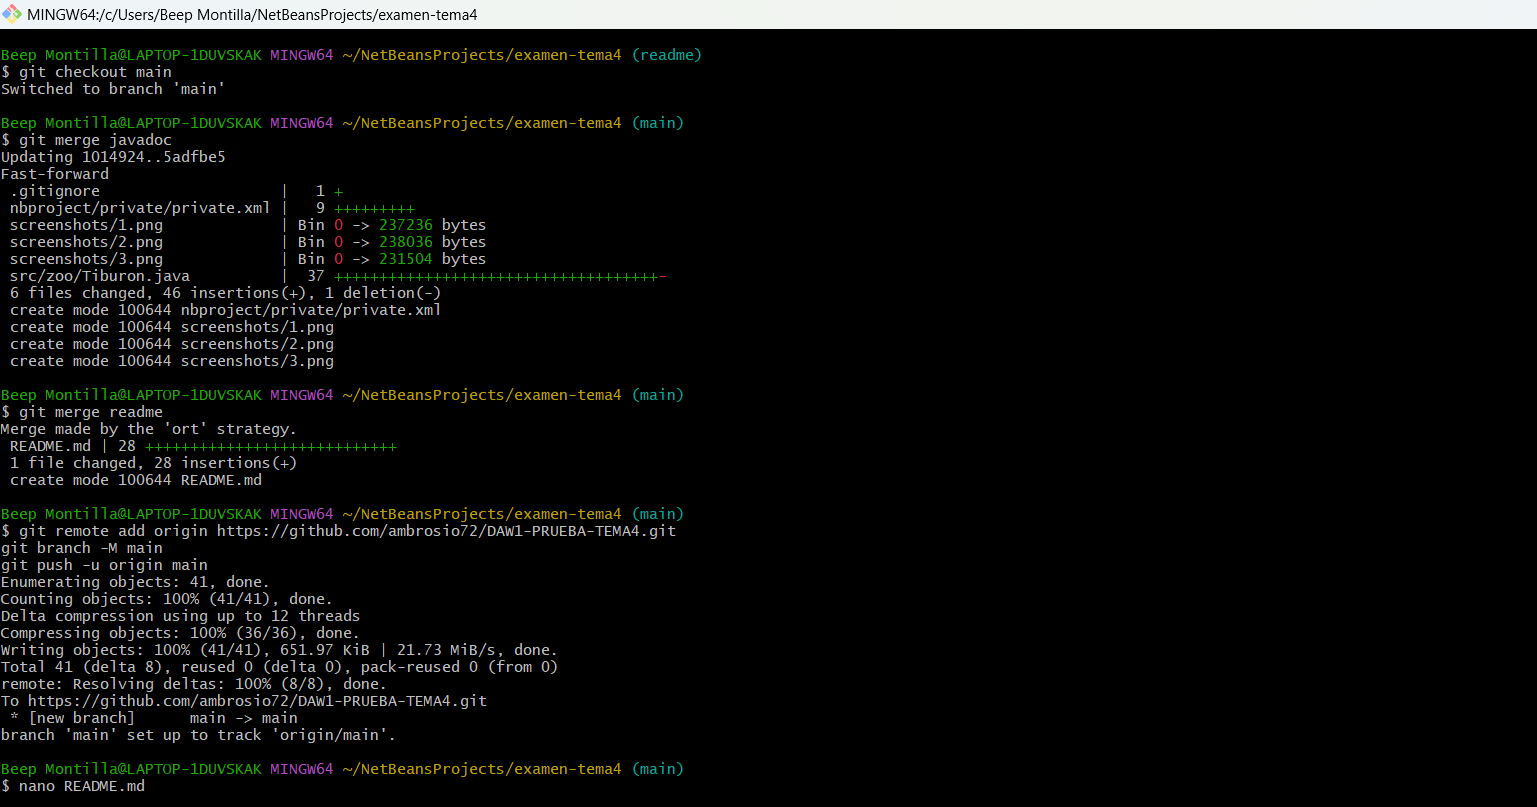 MINGW64:/c/Users/Beep Montilla/NetBeansProjects/examen-tema4
Beep Montilla@LAPTOP-1DUVSKAK MINGW64 ~/NetBeansProjects/examen-tema4 (readme)
$ git checkout main
Switched to branch 'main'
Beep Montilla@LAPTOP-1DUVSKAK MINGW64 ~/NetBeansProjects/examen-tema4 (main)
$ git merge javadoc
Updating 1014924..5adfbe5
Fast-forward
 .gitignore                    |   1 +
 nbproject/private/private.xml |   9 +++++++++
 screenshots/1.png             | Bin 0 -> 237236 bytes
 screenshots/2.png             | Bin 0 -> 238036 bytes
 screenshots/3.png             | Bin 0 -> 231504 bytes
 src/zoo/Tiburon.java          |  37 ++++++++++++++++++++++++++++++++++++-
 6 files changed, 46 insertions(+), 1 deletion(-)
 create mode 100644 nbproject/private/private.xml
 create mode 100644 screenshots/1.png
 create mode 100644 screenshots/2.png
 create mode 100644 screenshots/3.png
Beep Montilla@LAPTOP-1DUVSKAK MINGW64 ~/NetBeansProjects/examen-tema4 (main)
$ git merge readme
Merge made by the 'ort' strategy.
 README.md | 28 ++++++++++++++++++++++++++++
 1 file changed, 28 insertions(+)
 create mode 100644 README.md
Beep Montilla@LAPTOP-1DUVSKAK MINGW64 ~/NetBeansProjects/examen-tema4 (main)
$ git remote add origin https://github.com/ambrosio72/DAW1-PRUEBA-TEMA4.git
git branch -M main
git push -u origin main
Enumerating objects: 41, done.
Counting objects: 100% (41/41), done.
Delta compression using up to 12 threads
Compressing objects: 100% (36/36), done.
Writing objects: 100% (41/41), 651.97 KiB | 21.73 MiB/s, done.
Total 41 (delta 8), reused 0 (delta 0), pack-reused 0 (from 0)
remote: Resolving deltas: 100% (8/8), done.
To https://github.com/ambrosio72/DAW1-PRUEBA-TEMA4.git
 * [new branch]      main -> main
branch 'main' set up to track 'origin/main'.
Beep Montilla@LAPTOP-1DUVSKAK MINGW64 ~/NetBeansProjects/examen-tema4 (main)
$ nano README.md